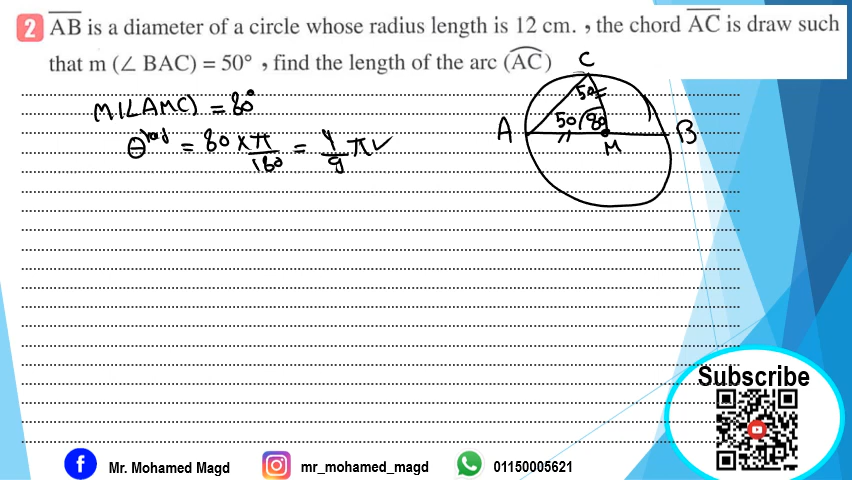 2 AB is a diameter of a circle whose radius length is 12 cm. , the chord AC is draw such
that m (∠ BAC) = 50° , find the length of the arc (AC)
C
M(∠AMC) = 80°
50
A 50 80 B
M
θ^rad = 80 × π/180 = 4/9 π ✓
Subscribe
Mr. Mohamed Magd mr_mohamed_magd 01150005621